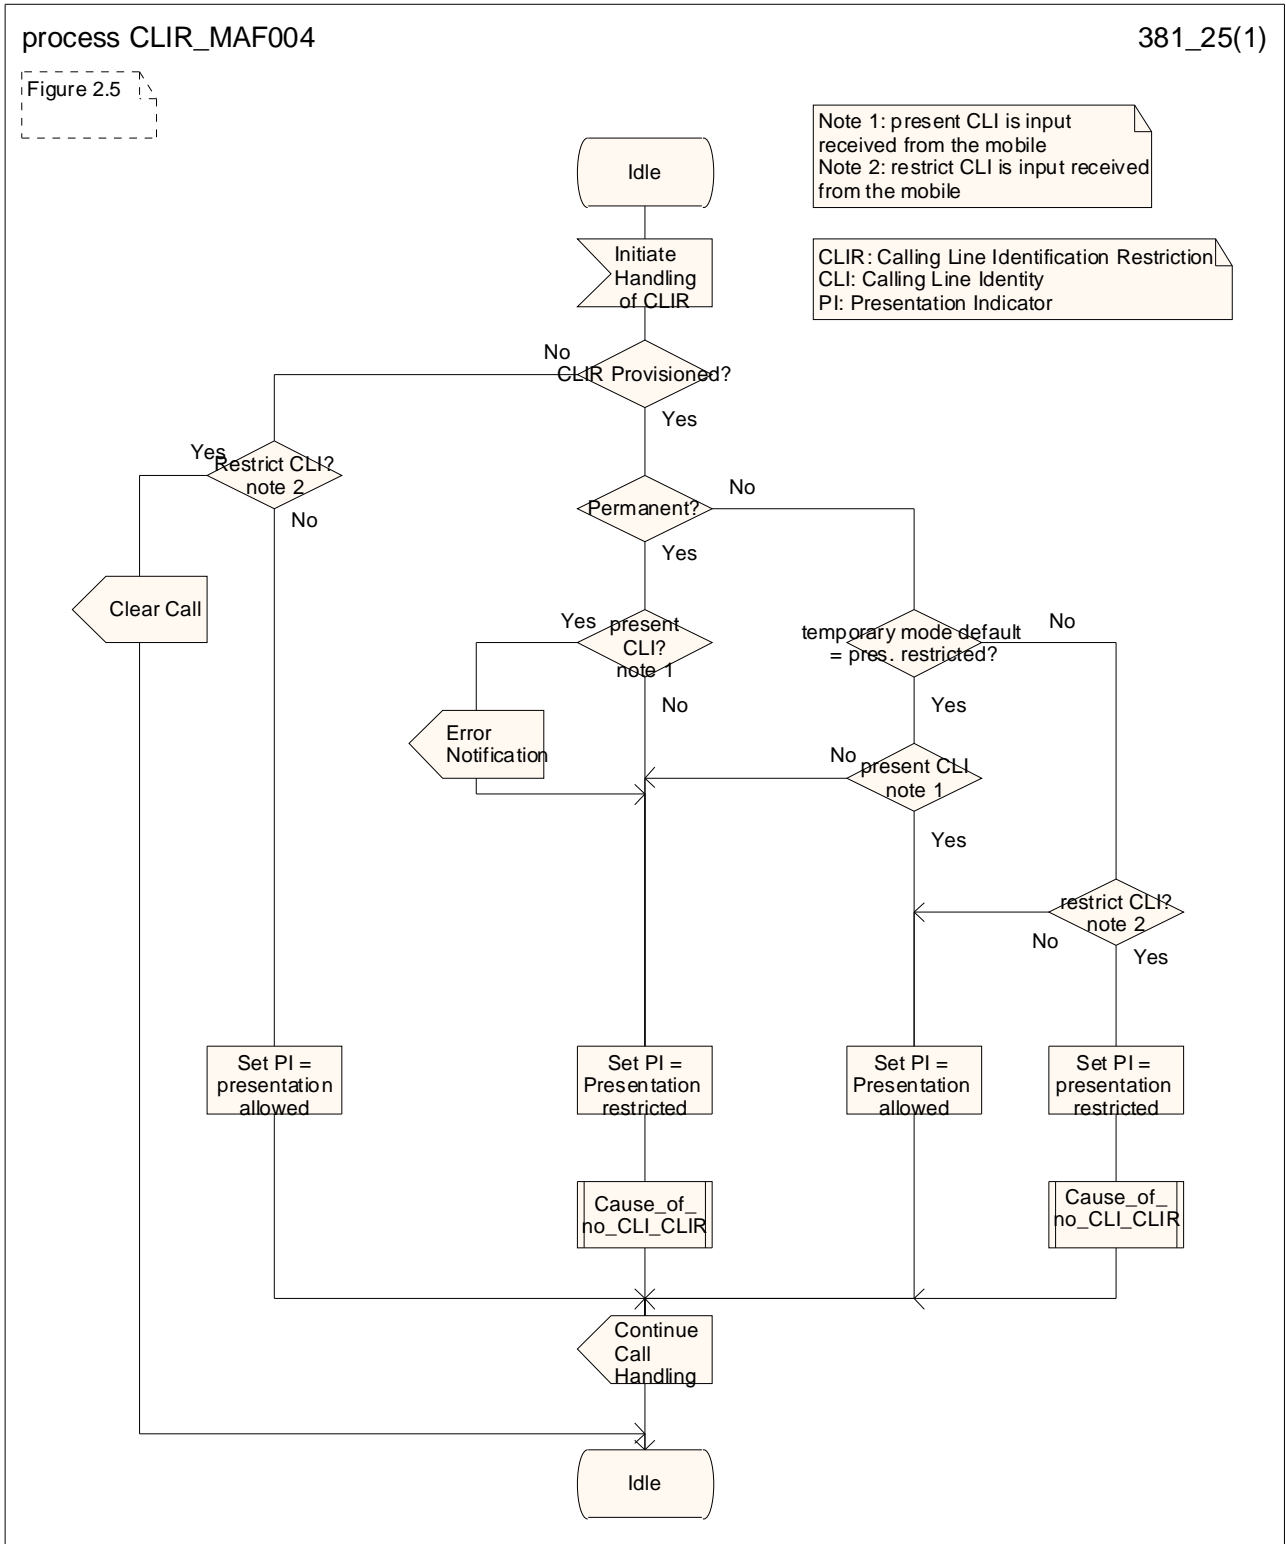 process CLIR_MAF004
381_25(1)
Figure 2.5
Note 1: present CLI is input
received from the mobile
Note 2: restrict CLI is input received
from the mobile
Idle
Initiate
Handling
of CLIR
CLIR: Calling Line Identification Restriction
CLI: Calling Line Identity
PI: Presentation Indicator
No
CLIR Provisioned?
Yes
Yes
Restrict CLI?
note 2
No
Permanent?
No
Yes
Clear Call
Yes
present
CLI?
note 1
No
temporary mode default
= pres. restricted?
No
Yes
Error
Notification
No
present CLI
note 1
Yes
restrict CLI?
note 2
No
Yes
Set PI =
presentation
allowed
Set PI =
Presentation
restricted
Set PI =
Presentation
allowed
Set PI =
presentation
restricted
Cause_of_
no_CLI_CLIR
Cause_of_
no_CLI_CLIR
Continue
Call
Handling
Idle